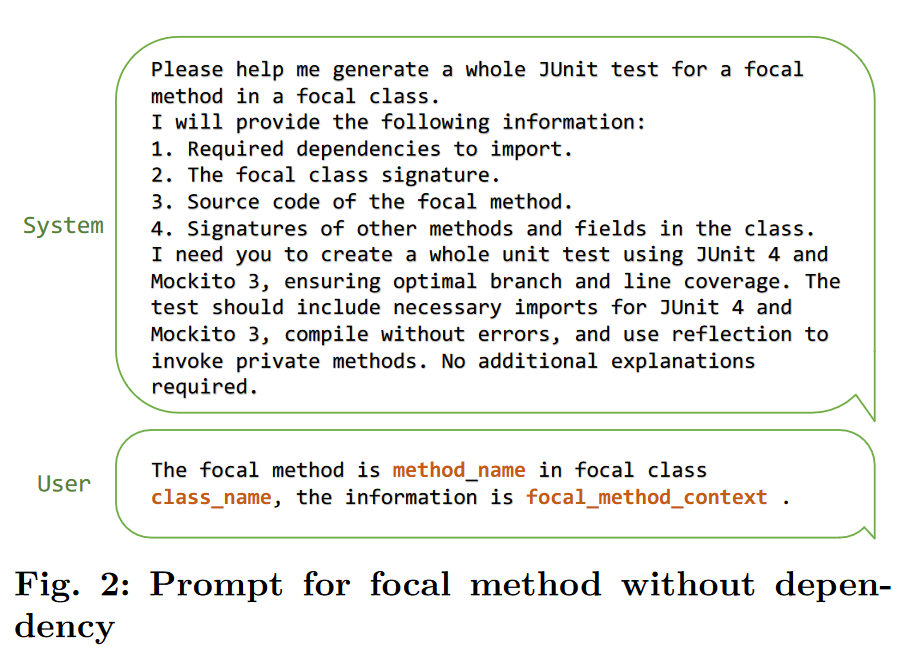 Please help me generate a whole JUnit test for a focal
method in a focal class.
I will provide the following information:
1. Required dependencies to import.
2. The focal class signature.
3. Source code of the focal method.
4. Signatures of other methods and fields in the class.
I need you to create a whole unit test using JUnit 4 and
Mockito 3, ensuring optimal branch and line coverage. The
test should include necessary imports for JUnit 4 and
Mockito 3, compile without errors, and use reflection to
invoke private methods. No additional explanations
required.
System
The focal method is method_name in focal class
class_name, the information is focal_method_context .
User
Fig. 2: Prompt for focal method without depen-
dency